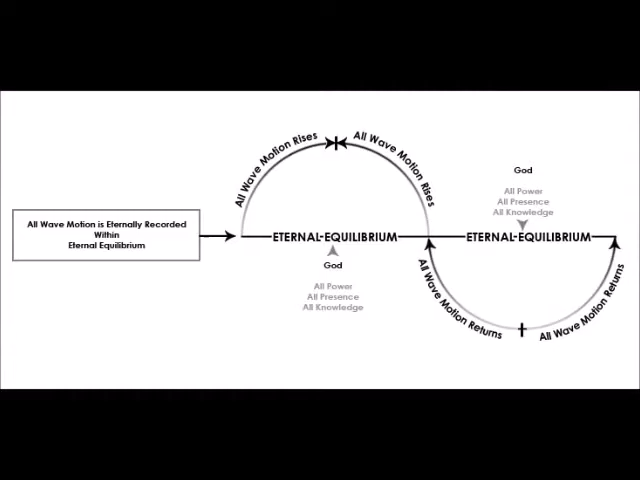 All Wave Motion is Eternally Recorded
Within
Eternal Equilibrium
All Wave Motion Rises
All Wave Motion Rises
ETERNAL-EQUILIBRIUM
God
All Power
All Presence
All Knowledge
God
All Power
All Presence
All Knowledge
ETERNAL-EQUILIBRIUM
All Wave Motion Returns
All Wave Motion Returns